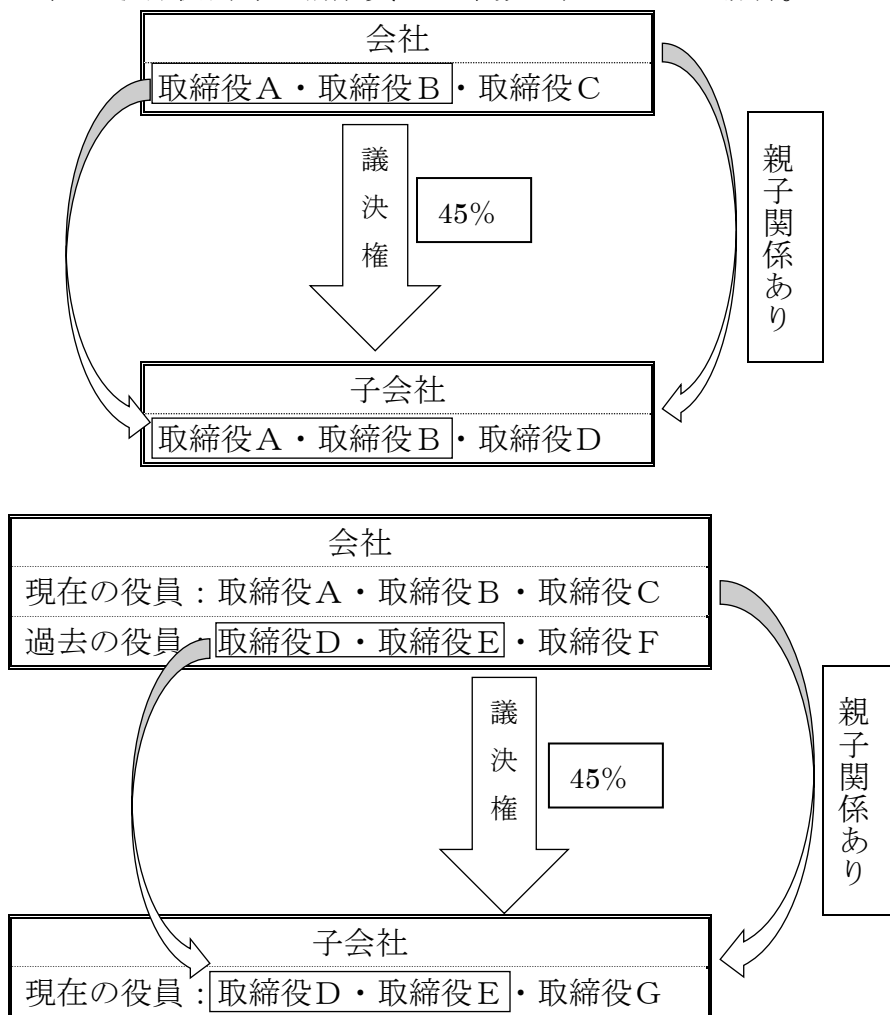 会社
取締役A・取締役B・取締役C
議決権
45%
親子関係あり
子会社
取締役A・取締役B・取締役D
会社
現在の役員:取締役A・取締役B・取締役C
過去の役員:取締役D・取締役E・取締役F
議決権
45%
親子関係あり
子会社
現在の役員:取締役D・取締役E・取締役G